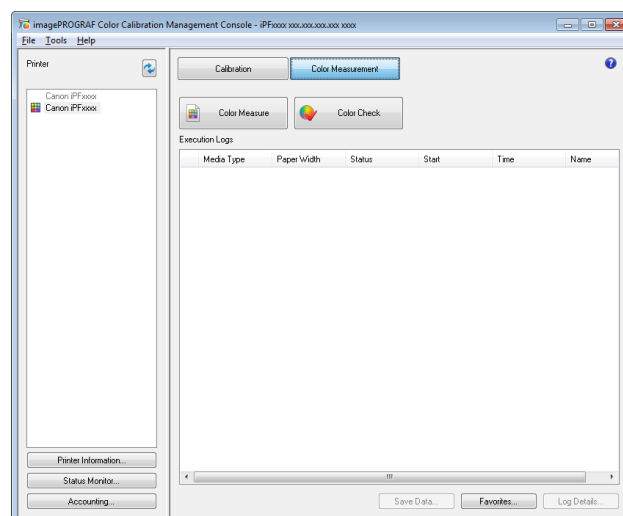 imagePROGRAF Color Calibration Management Console - iPFxxxx xxx.xxx.xxx.xxx xxxx
File Tools Help
Printer
Calibration Color Measurement
Canon iPFxxxx
Canon iPFxxxx
Color Measure Color Check
Execution Logs
Media Type Paper Width Status Start Time Name
Printer Information...
Status Monitor...
Accounting...
Save Data... Favorites... Log Details...